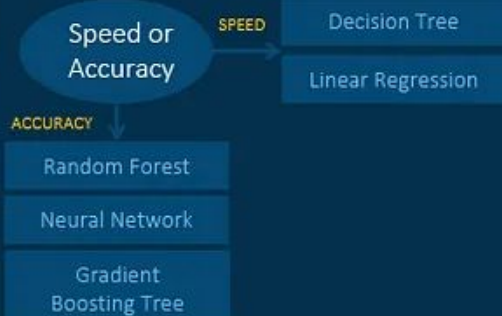 Speed or
Accuracy
SPEED
Decision Tree
Linear Regression
ACCURACY
Random Forest
Neural Network
Gradient
Boosting Tree